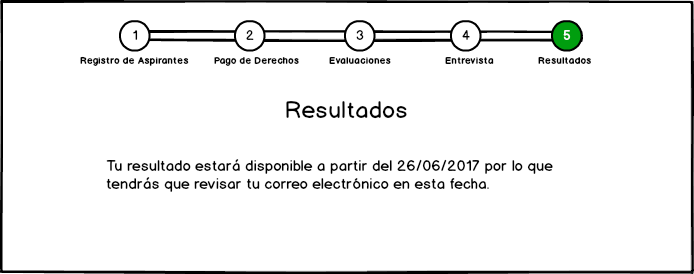 1 2 3 4 5
Registro de Aspirantes Pago de Derechos Evaluaciones Entrevista Resultados
Resultados
Tu resultado estará disponible a partir del 26/06/2017 por lo que
tendrás que revisar tu correo electrónico en esta fecha.